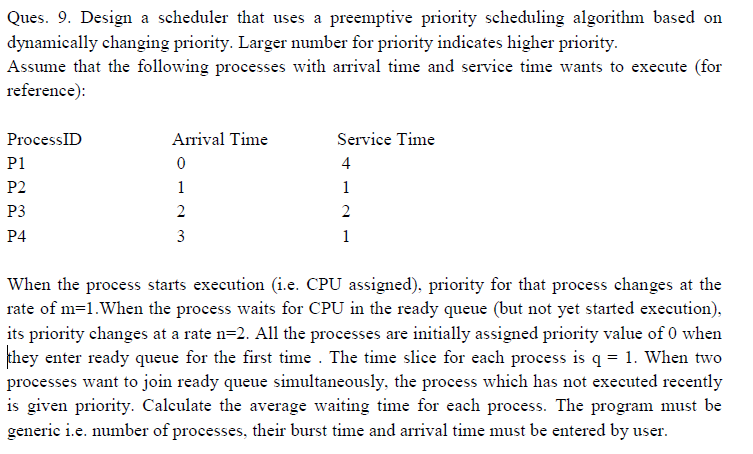 Ques. 9. Design a scheduler that uses a preemptive priority scheduling algorithm based on
dynamically changing priority. Larger number for priority indicates higher priority.
Assume that the following processes with arrival time and service time wants to execute (for
reference):
ProcessID Arrival Time Service Time
P1 0 4
P2 1 1
P3 2 2
P4 3 1
When the process starts execution (i.e. CPU assigned), priority for that process changes at the
rate of m=1.When the process waits for CPU in the ready queue (but not yet started execution),
its priority changes at a rate n=2. All the processes are initially assigned priority value of 0 when
they enter ready queue for the first time . The time slice for each process is q = 1. When two
processes want to join ready queue simultaneously, the process which has not executed recently
is given priority. Calculate the average waiting time for each process. The program must be
generic i.e. number of processes, their burst time and arrival time must be entered by user.